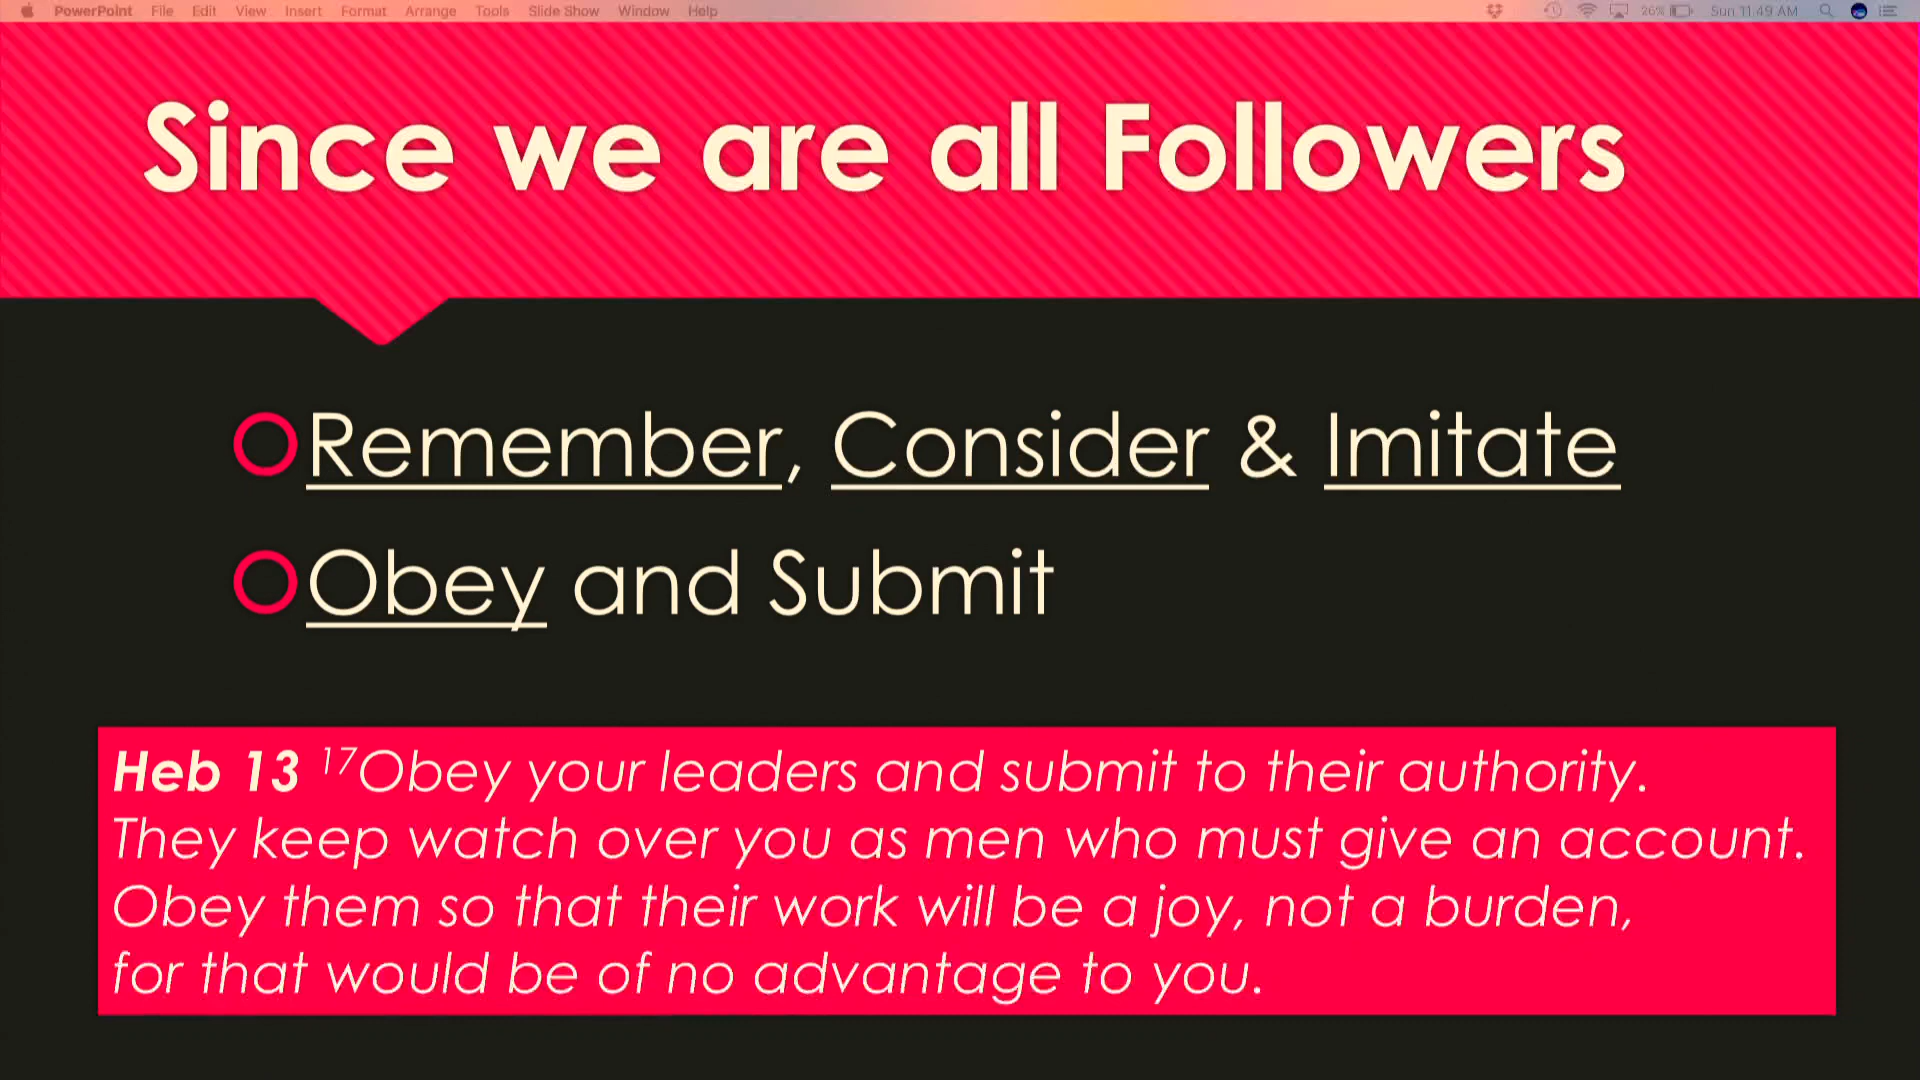 PowerPoint File Edit View Insert Format Arrange Tools Slide Show Window Help 26% Sun 11:49 AM
Since we are all Followers
Remember, Consider & Imitate
Obey and Submit
Heb 13 17Obey your leaders and submit to their authority.
They keep watch over you as men who must give an account.
Obey them so that their work will be a joy, not a burden,
for that would be of no advantage to you.